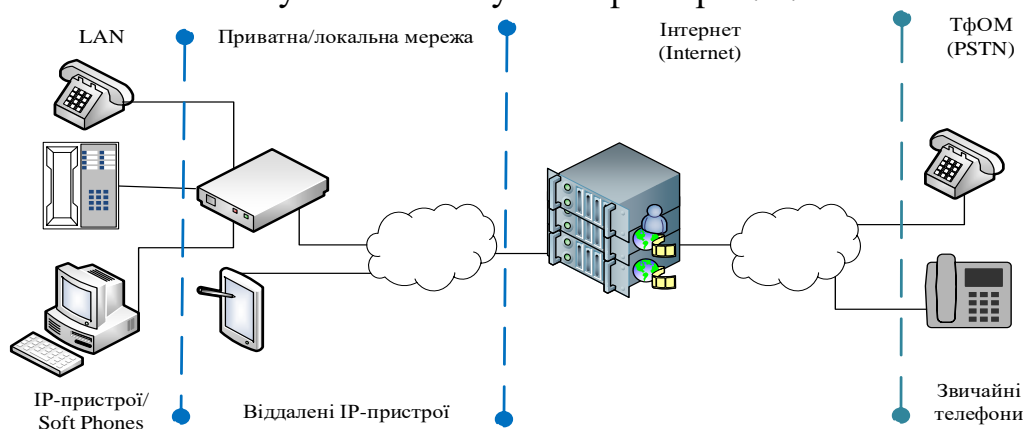 LAN
Приватна/локальна мережа
Інтернет
(Internet)
ТфОМ
(PSTN)
IP-пристрої/
Soft Phones
Віддалені IP-пристрої
Звичайні
телефони